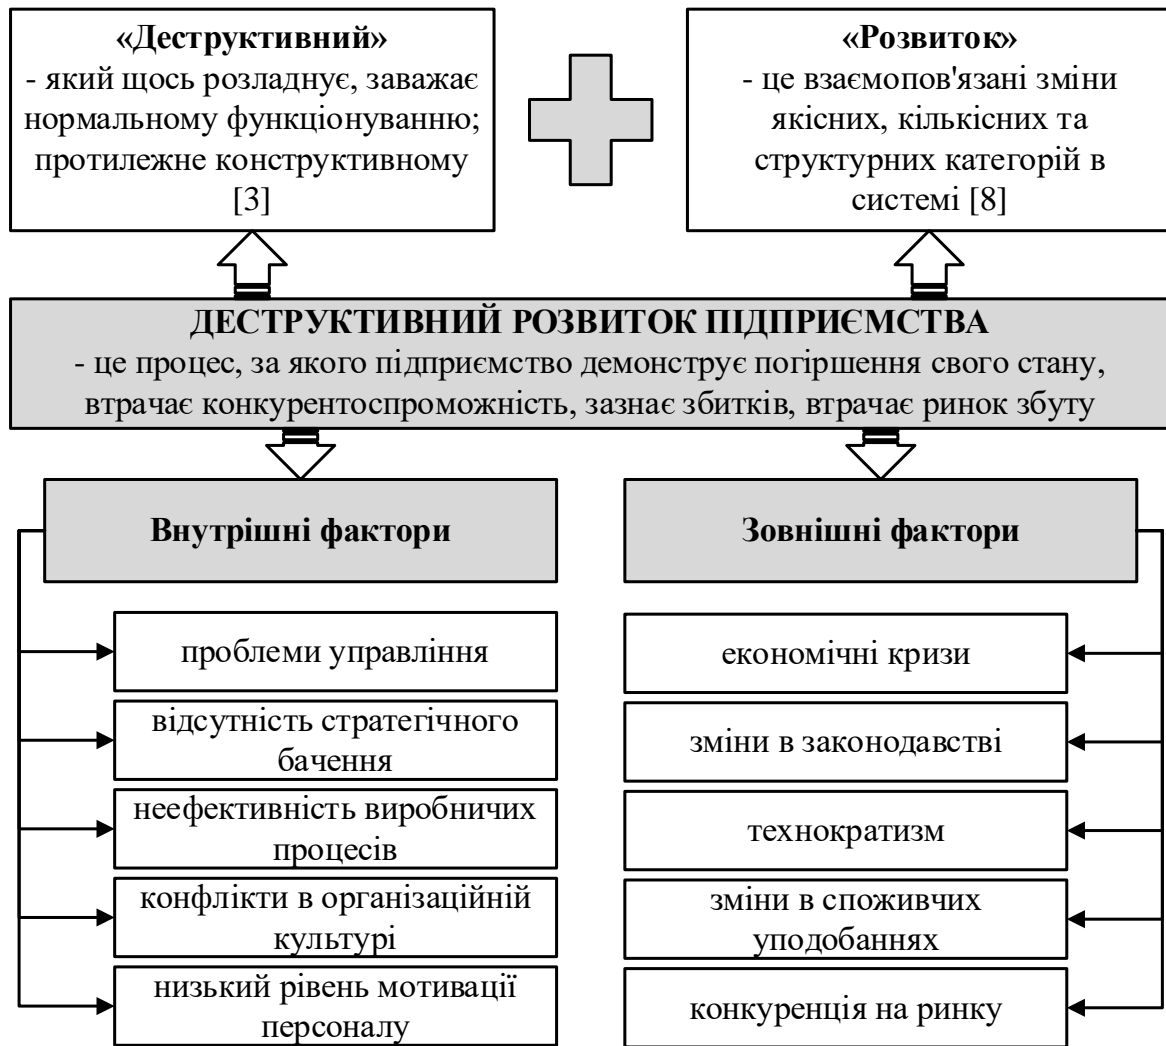 «Деструктивний»
- який щось розладнує, заважає
нормальному функціонуванню;
протилежне конструктивному
[3]
«Розвиток»
- це взаємопов'язані зміни
якісних, кількісних та
структурних категорій в
системі [8]
ДЕСТРУКТИВНИЙ РОЗВИТОК ПІДПРИЄМСТВА
- це процес, за якого підприємство демонструє погіршення свого стану,
втрачає конкурентоспроможність, зазнає збитків, втрачає ринок збуту
Внутрішні фактори
проблеми управління
відсутність стратегічного
бачення
неефективність виробничих
процесів
конфлікти в організаційній
культурі
низький рівень мотивації
персоналу
Зовнішні фактори
економічні кризи
зміни в законодавстві
технократизм
зміни в споживчих
уподобаннях
конкуренція на ринку